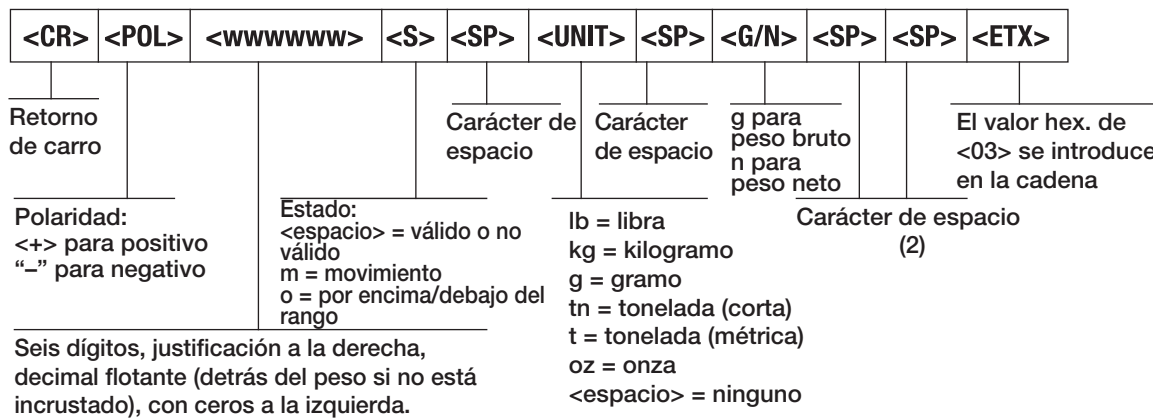 <CR> <POL> <wwwwww> <S> <SP> <UNIT> <SP> <G/N> <SP> <SP> <ETX>
Retorno
de carro
Carácter de
espacio
Carácter
de espacio
g para
peso bruto
n para
peso neto
El valor hex. de
<03> se introduce
en la cadena
Polaridad:
<+> para positivo
“–” para negativo
Estado:
<espacio> = válido o no
válido
m = movimiento
o = por encima/debajo del
rango
lb = libra
kg = kilogramo
g = gramo
tn = tonelada (corta)
t = tonelada (métrica)
oz = onza
<espacio> = ninguno
Carácter de espacio
(2)
Seis dígitos, justificación a la derecha,
decimal flotante (detrás del peso si no está
incrustado), con ceros a la izquierda.